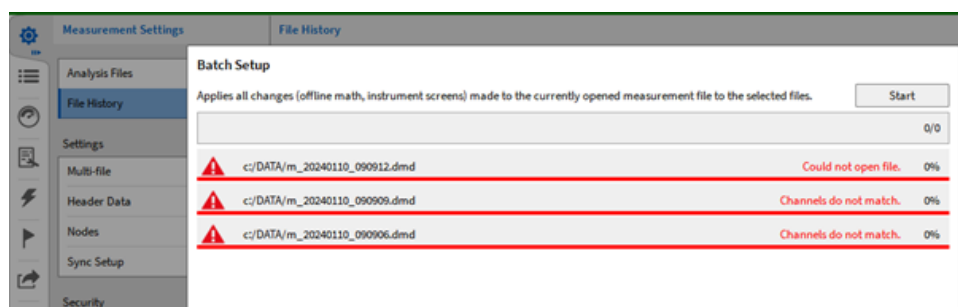 Measurement Settings
File History
Analysis Files
File History
Settings
Multi-file
Header Data
Nodes
Sync Setup
Security
Batch Setup
Applies all changes (offline math, instrument screens) made to the currently opened measurement file to the selected files.
Start
0/0
c:/DATA/m_20240110_090912.dmd Could not open file. 0%
c:/DATA/m_20240110_090909.dmd Channels do not match. 0%
c:/DATA/m_20240110_090906.dmd Channels do not match. 0%